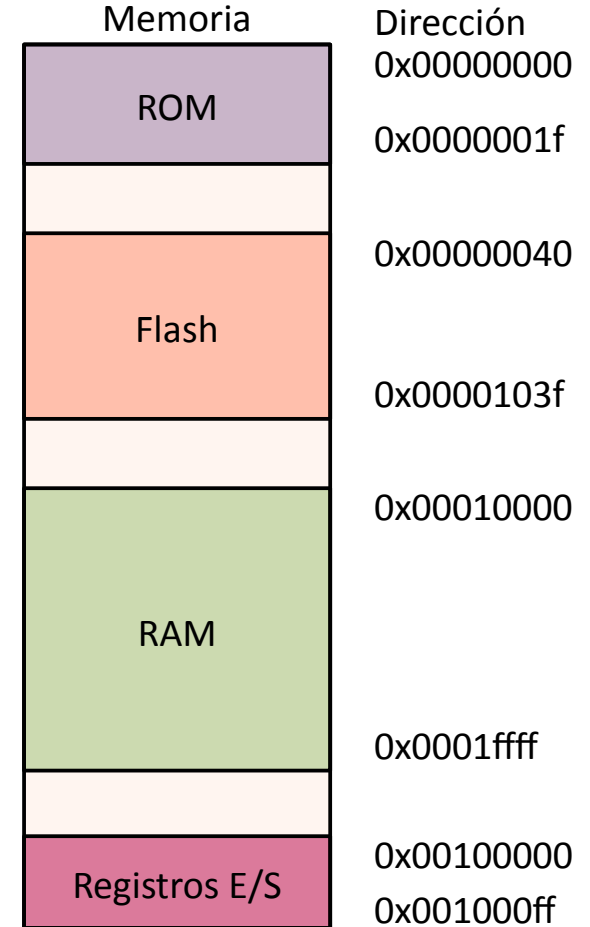 Memoria
Dirección
0x00000000
ROM
0x0000001f
0x00000040
Flash
0x0000103f
0x00010000
RAM
0x0001ffff
0x00100000
Registros E/S
0x001000ff